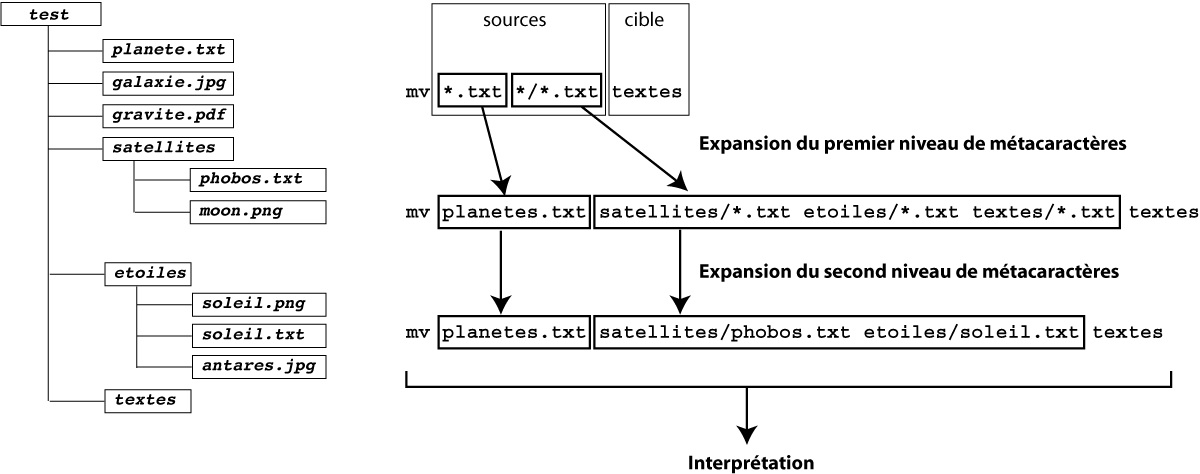 test
planete.txt
galaxie.jpg
gravite.pdf
satellites
phobos.txt
moon.png
etoiles
soleil.png
soleil.txt
antares.jpg
textes
sources cible
mv *.txt */*.txt textes
Expansion du premier niveau de métacaractères
mv planetes.txt satellites/*.txt etoiles/*.txt textes/*.txt textes
Expansion du second niveau de métacaractères
mv planetes.txt satellites/phobos.txt etoiles/soleil.txt textes
Interprétation